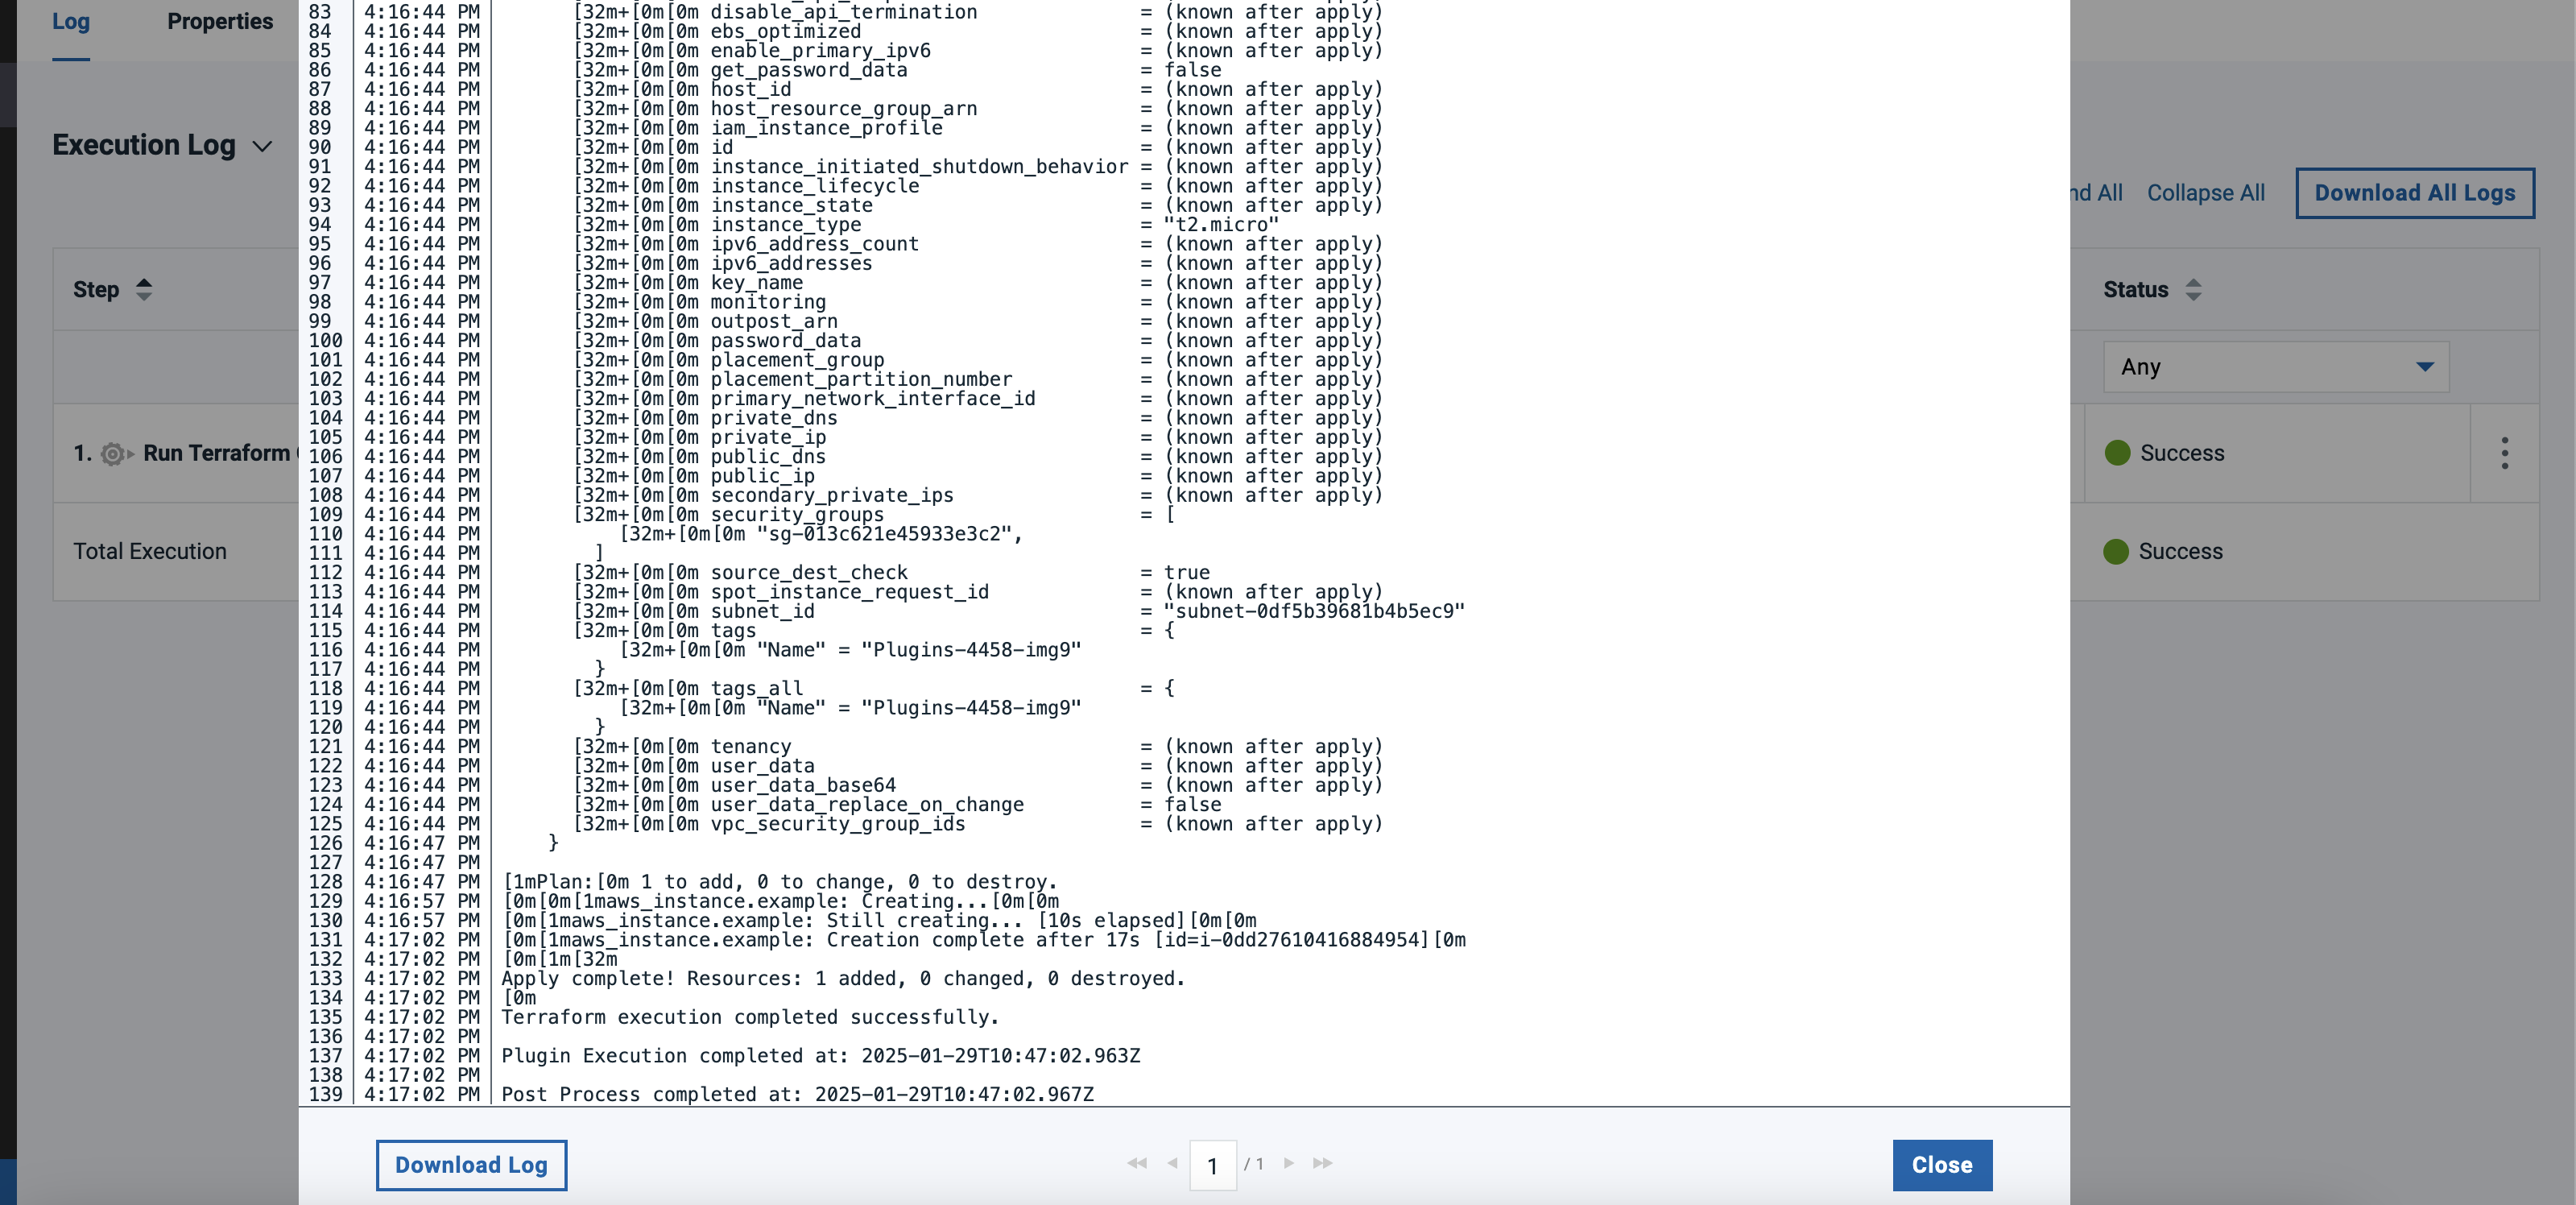 Log Properties
Execution Log
nd All Collapse All Download All Logs
Step Status
Any
1. Run Terraform Success
Total Execution Success
83 4:16:44 PM [32m+[0m[0m disable_api_termination = (known after apply)
84 4:16:44 PM [32m+[0m[0m ebs_optimized = (known after apply)
85 4:16:44 PM [32m+[0m[0m enable_primary_ipv6 = (known after apply)
86 4:16:44 PM [32m+[0m[0m get_password_data = false
87 4:16:44 PM [32m+[0m[0m host_id = (known after apply)
88 4:16:44 PM [32m+[0m[0m host_resource_group_arn = (known after apply)
89 4:16:44 PM [32m+[0m[0m iam_instance_profile = (known after apply)
90 4:16:44 PM [32m+[0m[0m id = (known after apply)
91 4:16:44 PM [32m+[0m[0m instance_initiated_shutdown_behavior = (known after apply)
92 4:16:44 PM [32m+[0m[0m instance_lifecycle = (known after apply)
93 4:16:44 PM [32m+[0m[0m instance_state = (known after apply)
94 4:16:44 PM [32m+[0m[0m instance_type = "t2.micro"
95 4:16:44 PM [32m+[0m[0m ipv6_address_count = (known after apply)
96 4:16:44 PM [32m+[0m[0m ipv6_addresses = (known after apply)
97 4:16:44 PM [32m+[0m[0m key_name = (known after apply)
98 4:16:44 PM [32m+[0m[0m monitoring = (known after apply)
99 4:16:44 PM [32m+[0m[0m outpost_arn = (known after apply)
100 4:16:44 PM [32m+[0m[0m password_data = (known after apply)
101 4:16:44 PM [32m+[0m[0m placement_group = (known after apply)
102 4:16:44 PM [32m+[0m[0m placement_partition_number = (known after apply)
103 4:16:44 PM [32m+[0m[0m primary_network_interface_id = (known after apply)
104 4:16:44 PM [32m+[0m[0m private_dns = (known after apply)
105 4:16:44 PM [32m+[0m[0m private_ip = (known after apply)
106 4:16:44 PM [32m+[0m[0m public_dns = (known after apply)
107 4:16:44 PM [32m+[0m[0m public_ip = (known after apply)
108 4:16:44 PM [32m+[0m[0m secondary_private_ips = (known after apply)
109 4:16:44 PM [32m+[0m[0m security_groups = [
110 4:16:44 PM [32m+[0m[0m "sg-013c621e45933e3c2",
111 4:16:44 PM ]
112 4:16:44 PM [32m+[0m[0m source_dest_check = true
113 4:16:44 PM [32m+[0m[0m spot_instance_request_id = (known after apply)
114 4:16:44 PM [32m+[0m[0m subnet_id = "subnet-0df5b39681b4b5ec9"
115 4:16:44 PM [32m+[0m[0m tags = {
116 4:16:44 PM [32m+[0m[0m "Name" = "Plugins-4458-img9"
117 4:16:44 PM }
118 4:16:44 PM [32m+[0m[0m tags_all = {
119 4:16:44 PM [32m+[0m[0m "Name" = "Plugins-4458-img9"
120 4:16:44 PM }
121 4:16:44 PM [32m+[0m[0m tenancy = (known after apply)
122 4:16:44 PM [32m+[0m[0m user_data = (known after apply)
123 4:16:44 PM [32m+[0m[0m user_data_base64 = (known after apply)
124 4:16:44 PM [32m+[0m[0m user_data_replace_on_change = false
125 4:16:44 PM [32m+[0m[0m vpc_security_group_ids = (known after apply)
126 4:16:47 PM }
127 4:16:47 PM
128 4:16:47 PM [1mPlan:[0m 1 to add, 0 to change, 0 to destroy.
129 4:16:57 PM [0m[0m[1maws_instance.example: Creating...[0m[0m
130 4:16:57 PM [0m[1maws_instance.example: Still creating... [10s elapsed][0m[0m
131 4:17:02 PM [0m[1maws_instance.example: Creation complete after 17s [id=i-0dd27610416884954][0m
132 4:17:02 PM [0m[1m[32m
133 4:17:02 PM Apply complete! Resources: 1 added, 0 changed, 0 destroyed.
134 4:17:02 PM [0m
135 4:17:02 PM Terraform execution completed successfully.
136 4:17:02 PM
137 4:17:02 PM Plugin Execution completed at: 2025-01-29T10:47:02.963Z
138 4:17:02 PM
139 4:17:02 PM Post Process completed at: 2025-01-29T10:47:02.967Z
Download Log 1 / 1 Close